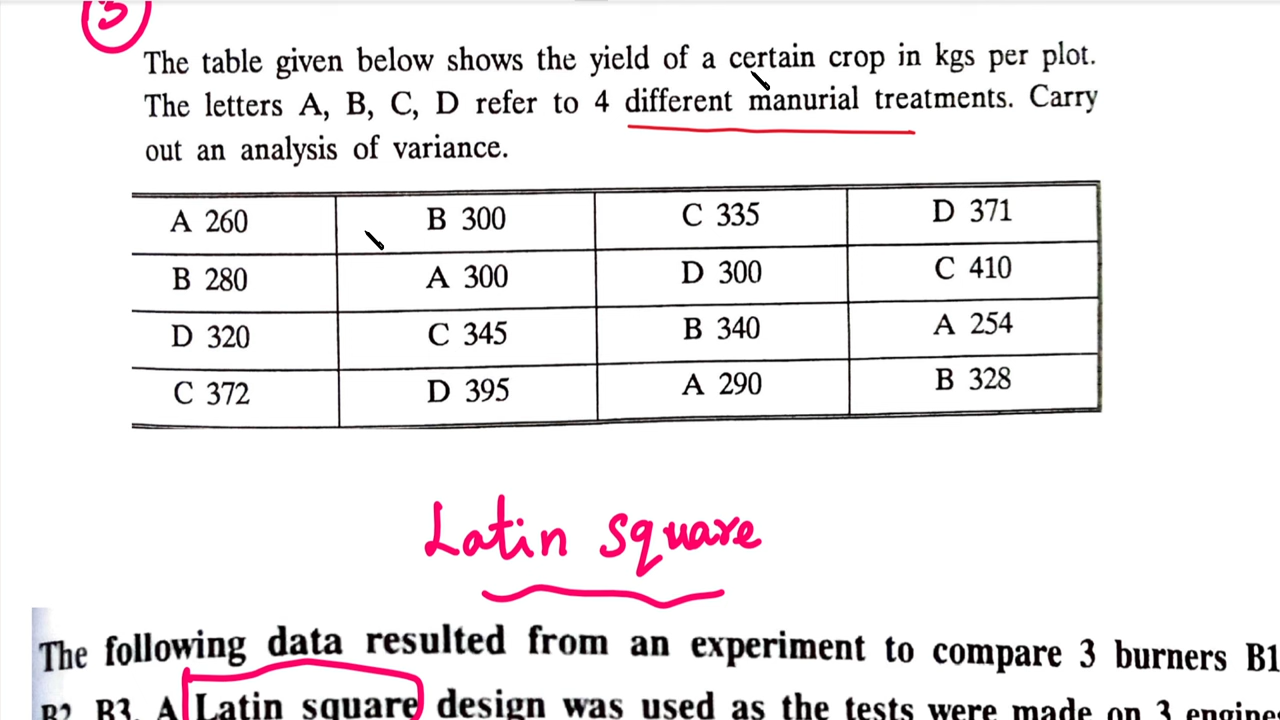 3
The table given below shows the yield of a certain crop in kgs per plot.
The letters A, B, C, D refer to 4 different manurial treatments. Carry
out an analysis of variance.
A 260 B 300 C 335 D 371
B 280 A 300 D 300 C 410
D 320 C 345 B 340 A 254
C 372 D 395 A 290 B 328
Latin square
The following data resulted from an experiment to compare 3 burners B1
B2, B3. A Latin square design was used as the tests were made on 3 engines